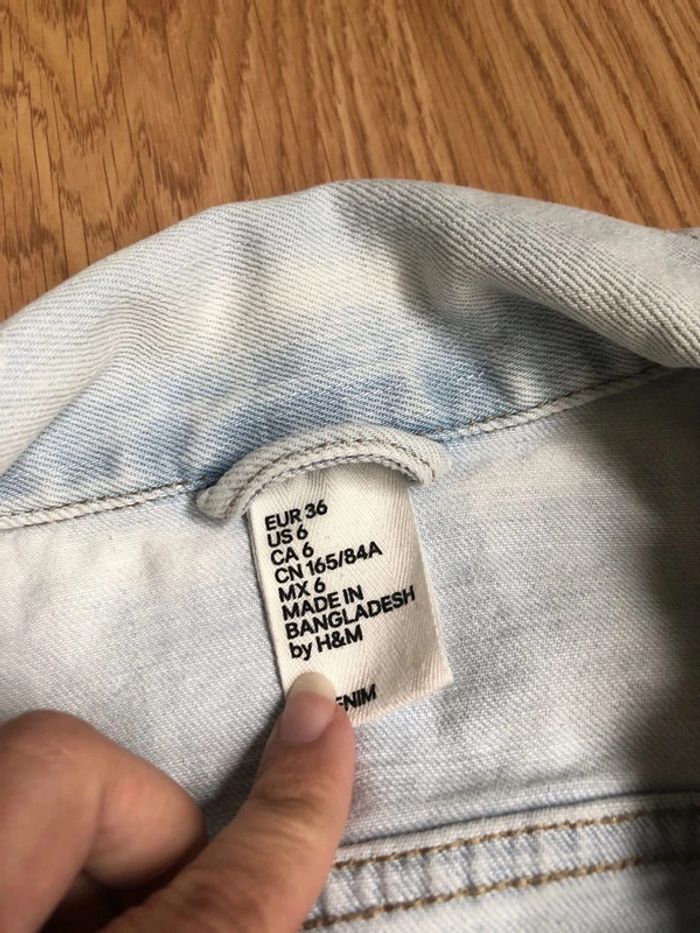 EUR 36
US 6
CA 6
CN 165/84A
MX 6
MADE IN
BANGLADESH
by H&M